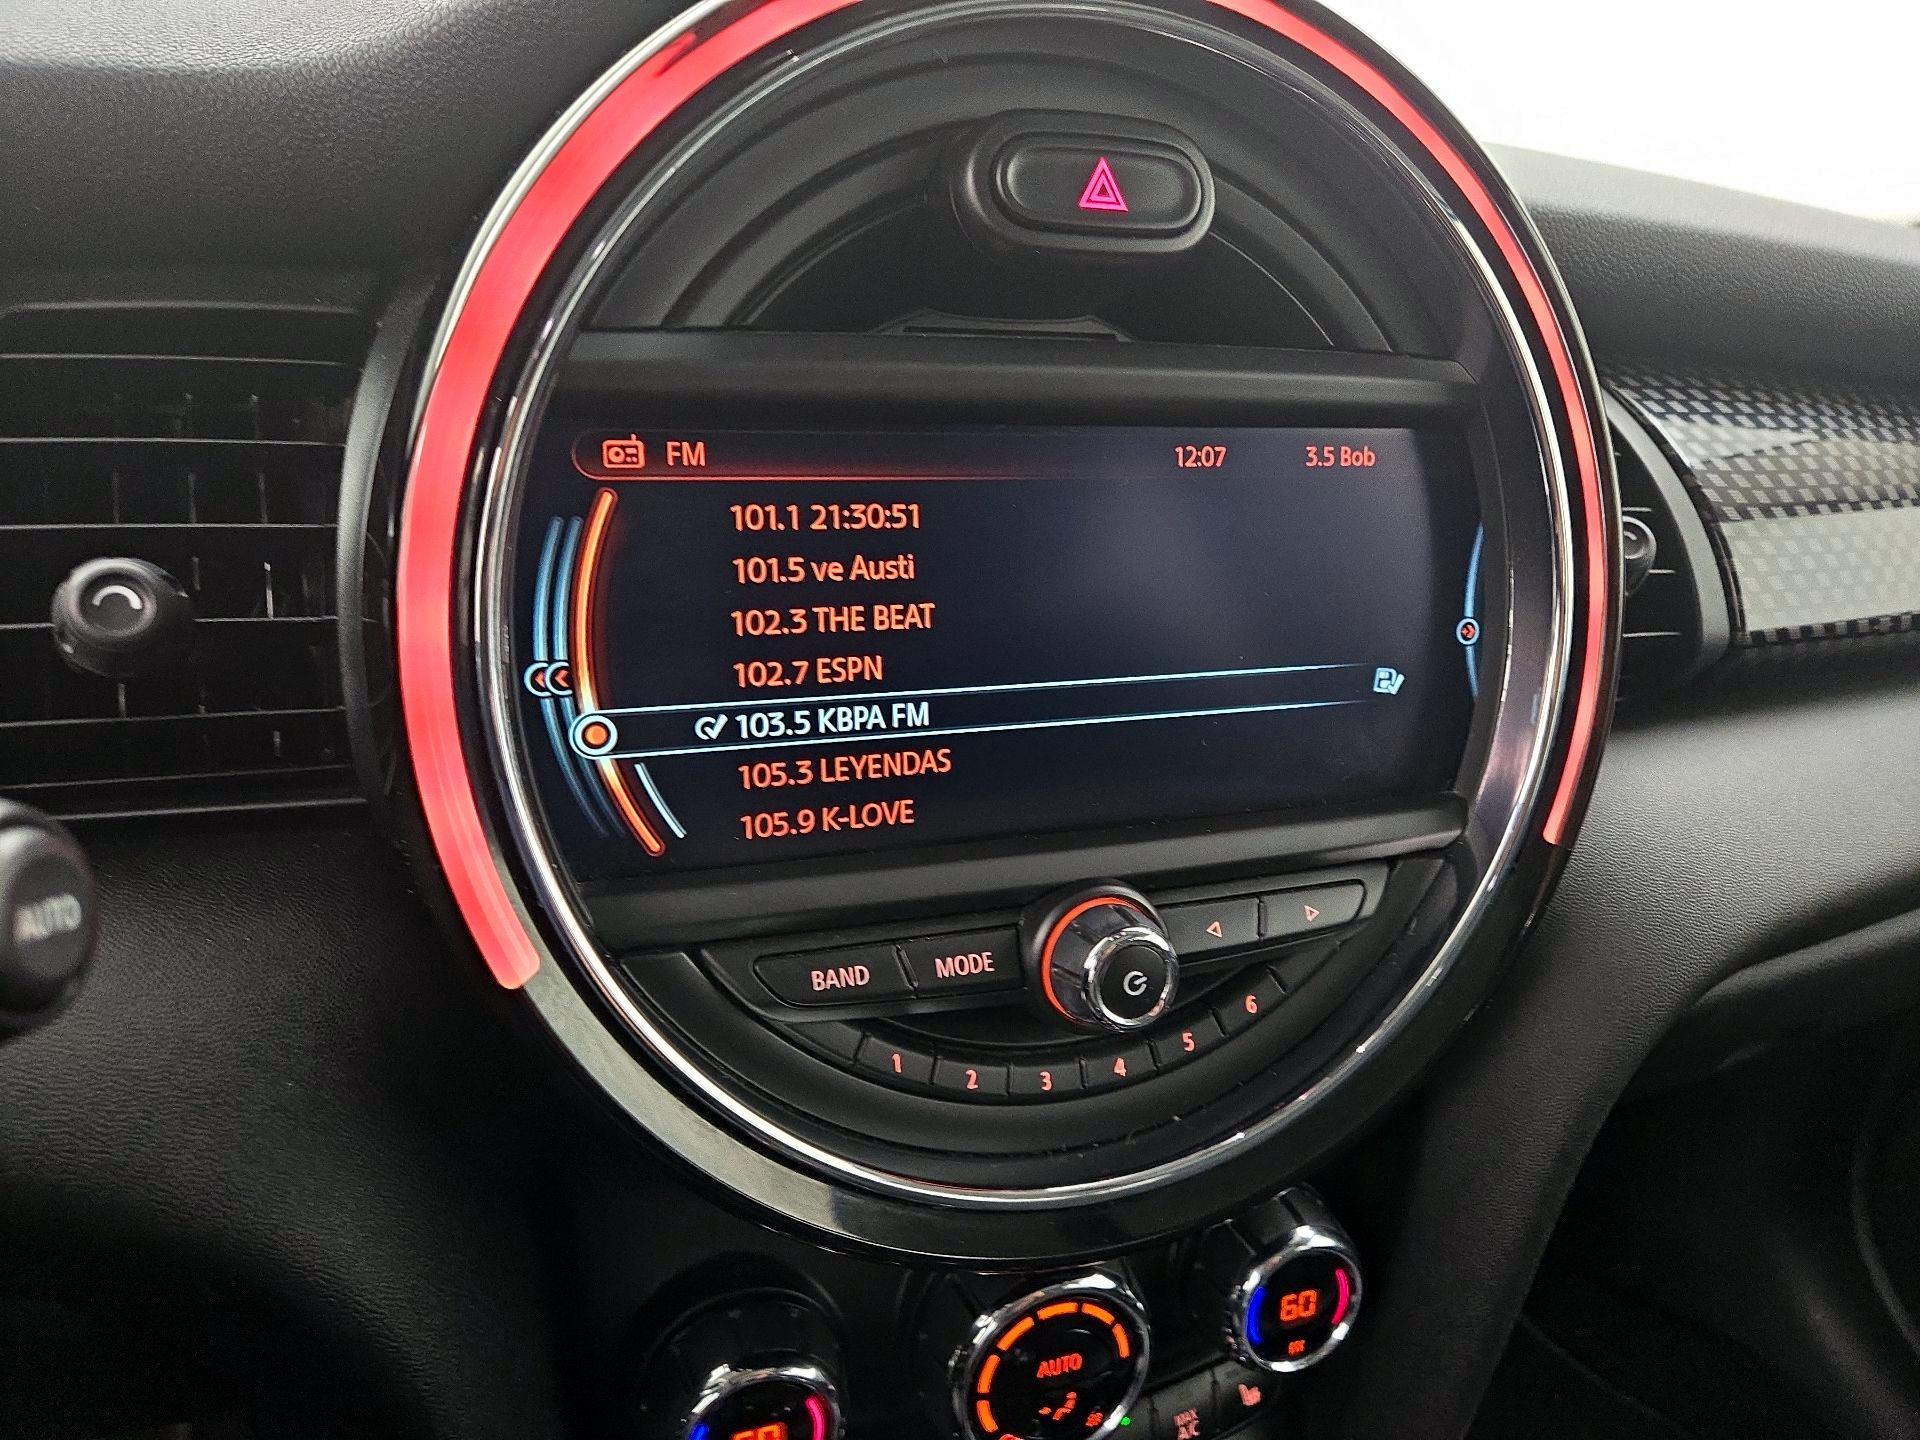 FM 12:07 3.5 Bob
101.1 21:30:51
101.5 ve Austi
102.3 THE BEAT
102.7 ESPN
103.5 KBPA FM
105.3 LEYENDAS
105.9 K-LOVE
AUTO
BAND MODE
1 2 3 4 5 6
60
AUTO
MAX
A/C